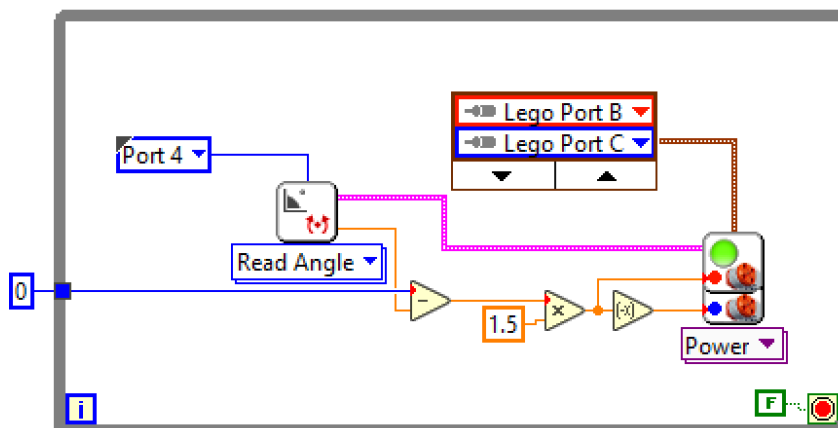 Lego Port B
Port 4
Lego Port C
Read Angle
0
-
1.5
x
(-x)
Power
i
F